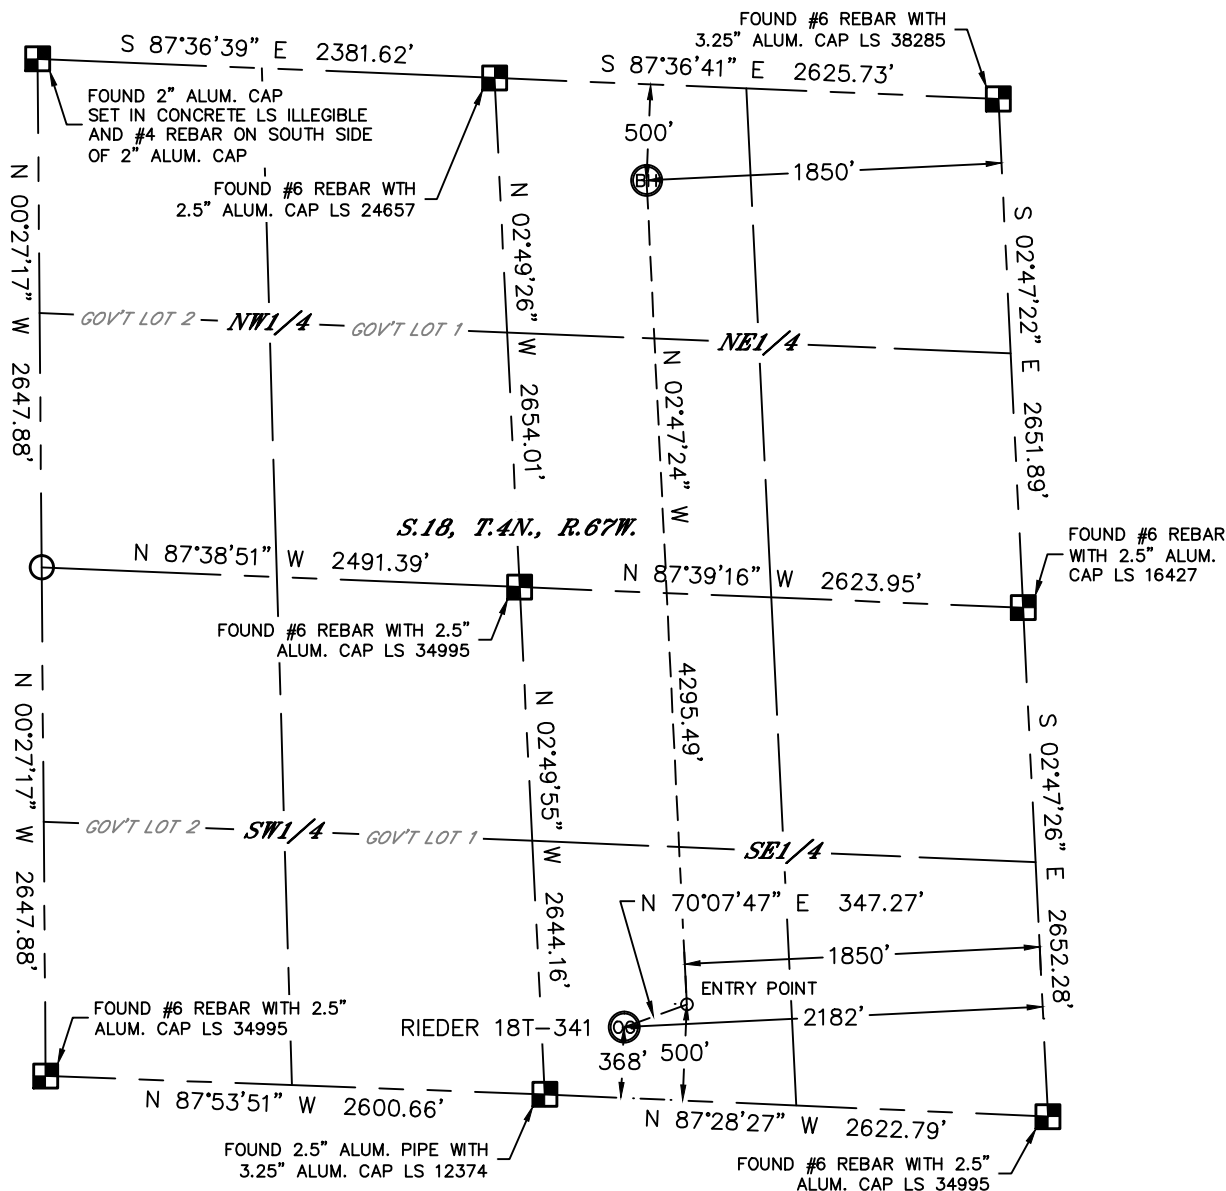 FOUND #6 REBAR WITH
3.25” ALUM. CAP LS 38285
S 87°36'39” E 2381.62'
S 87°36'41” E 2625.73'
FOUND 2” ALUM. CAP
SET IN CONCRETE LS ILLEGIBLE
AND #4 REBAR ON SOUTH SIDE
OF 2” ALUM. CAP
500'
1850'
BH
FOUND #6 REBAR WTH
2.5” ALUM. CAP LS 24657
N 00°27'17” W 2647.88'
N 02°49'26” W 2654.01'
S 02°47'22” E 2651.89'
GOV'T LOT 2
NW1/4
GOV'T LOT 1
NE1/4
N 02°47'24” W
4295.49'
S.18, T.4N., R.67W.
N 87°38'51” W 2491.39'
N 87°39'16” W 2623.95'
FOUND #6 REBAR
WITH 2.5” ALUM.
CAP LS 16427
FOUND #6 REBAR WITH 2.5”
ALUM. CAP LS 34995
N 00°27'17” W 2647.88'
N 02°49'55” W 2644.16'
S 02°47'26” E 2652.28'
GOV'T LOT 2
SW1/4
GOV'T LOT 1
SE1/4
N 70°07'47” E 347.27'
1850'
ENTRY POINT
FOUND #6 REBAR WITH 2.5”
ALUM. CAP LS 34995
RIEDER 18T-341
OG
2182'
368'
500'
N 87°53'51” W 2600.66'
N 87°28'27” W 2622.79'
FOUND 2.5” ALUM. PIPE WITH
3.25” ALUM. CAP LS 12374
FOUND #6 REBAR WITH 2.5”
ALUM. CAP LS 34995